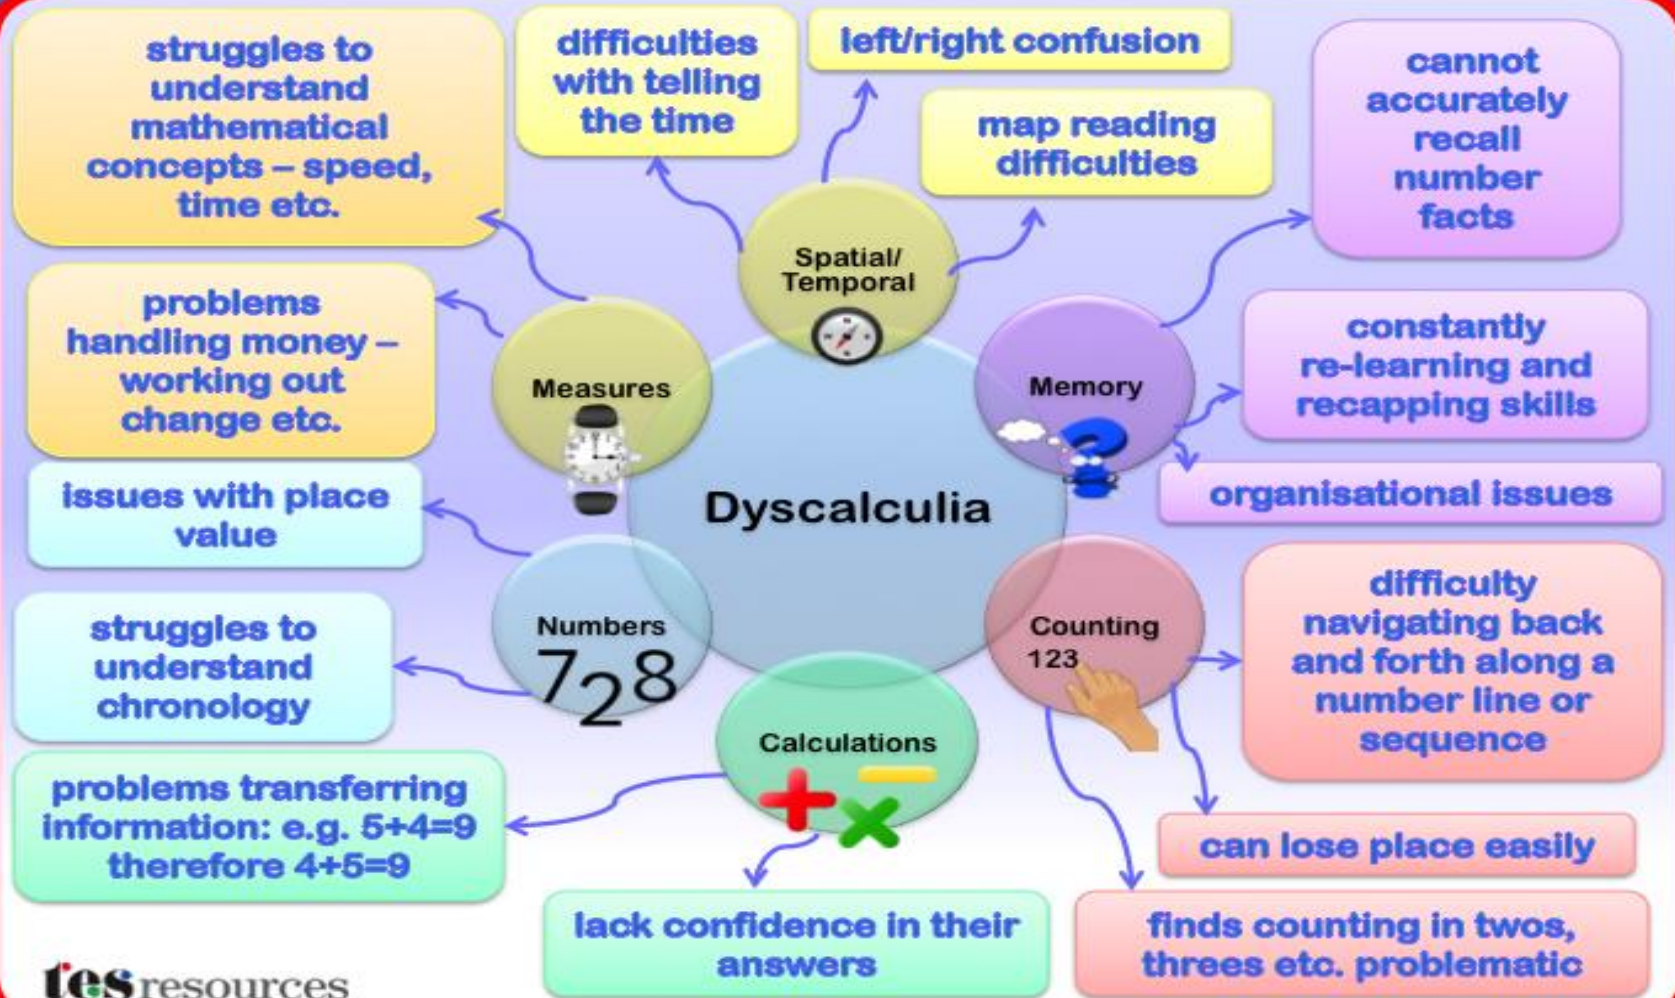 struggles to
understand
mathematical
concepts – speed,
time etc.
difficulties
with telling
the time
left/right confusion
map reading
difficulties
cannot
accurately
recall
number
facts
Spatial/
Temporal
problems
handling money –
working out
change etc.
Measures
Memory
constantly
re-learning and
recapping skills
issues with place
value
Dyscalculia
organisational issues
struggles to
understand
chronology
Numbers
728
Counting
123
difficulty
navigating back
and forth along a
number line or
sequence
Calculations
problems transferring
information: e.g. 5+4=9
therefore 4+5=9
can lose place easily
lack confidence in their
answers
finds counting in twos,
threes etc. problematic
tes resources